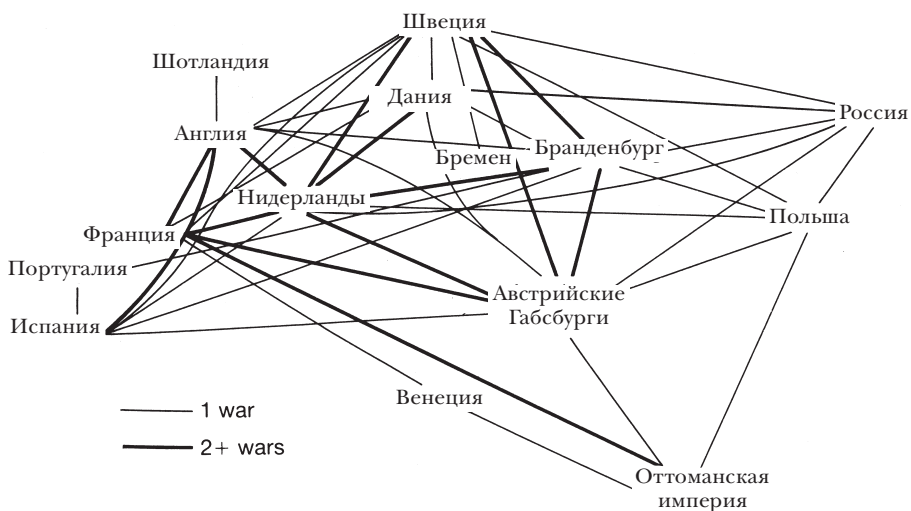 Швеция
Шотландия
Дания
Россия
Англия
Бремен
Бранденбург
Нидерланды
Польша
Франция
Португалия
Австрийские
Габсбурги
Испания
Венеция
1 war
2+ wars
Оттоманская
империя